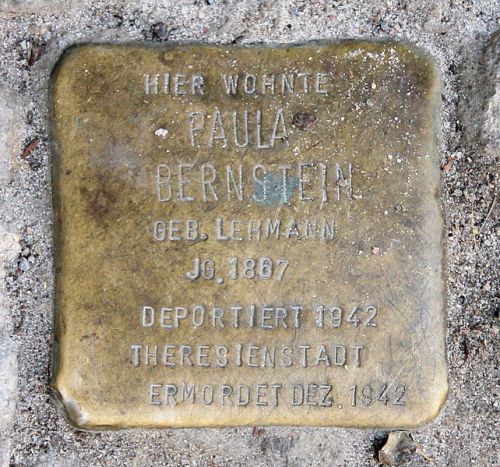 HIER WOHNTE
PAULA
BERNSTEIN
GEB. LEHMANN
JG. 1867
DEPORTIERT 1942
THERESIENSTADT
ERMORDET DEZ. 1942